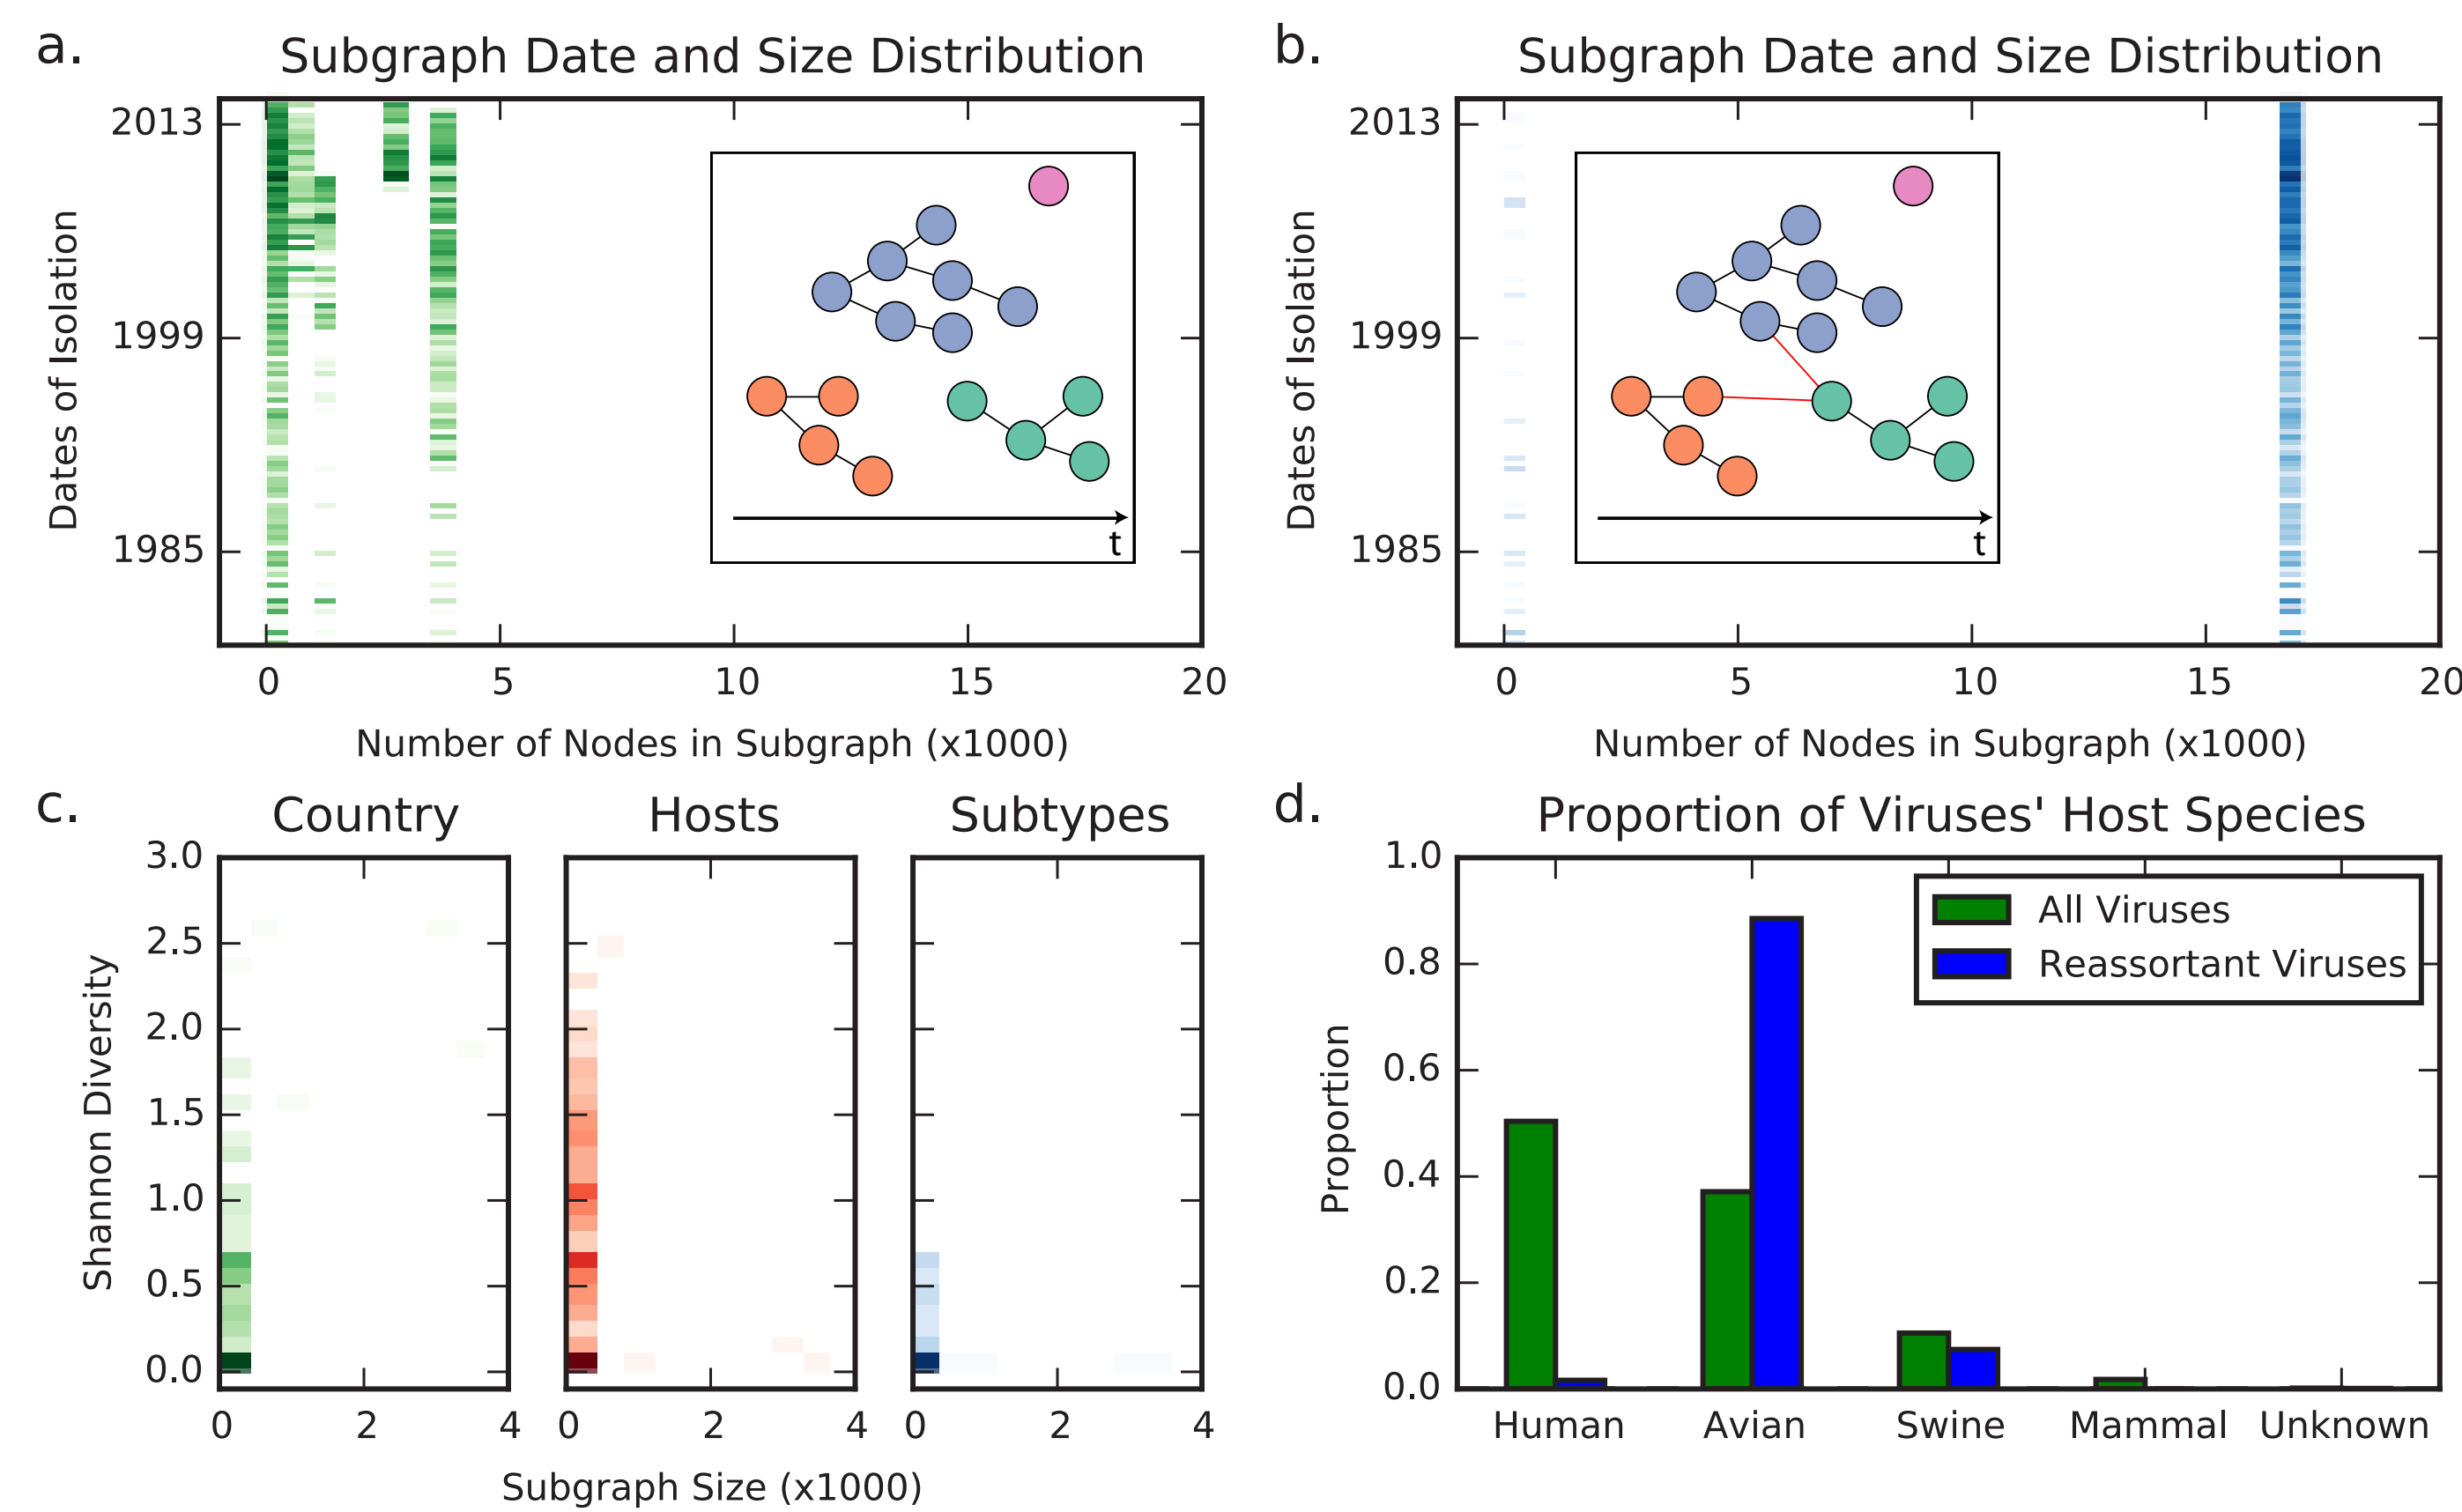 a.
Subgraph Date and Size Distribution
2013
1999
1985
Dates of Isolation
t
0 5 10 15 20
Number of Nodes in Subgraph (x1000)
b.
Subgraph Date and Size Distribution
2013
1999
1985
Dates of Isolation
t
0 5 10 15 20
Number of Nodes in Subgraph (x1000)
c.
Country Hosts Subtypes
3.0
2.5
2.0
1.5
1.0
0.5
0.0
Shannon Diversity
0 2 4 0 2 4 0 2 4
Subgraph Size (x1000)
d.
Proportion of Viruses' Host Species
1.0
0.8
0.6
0.4
0.2
0.0
Proportion
All Viruses
Reassortant Viruses
Human Avian Swine Mammal Unknown